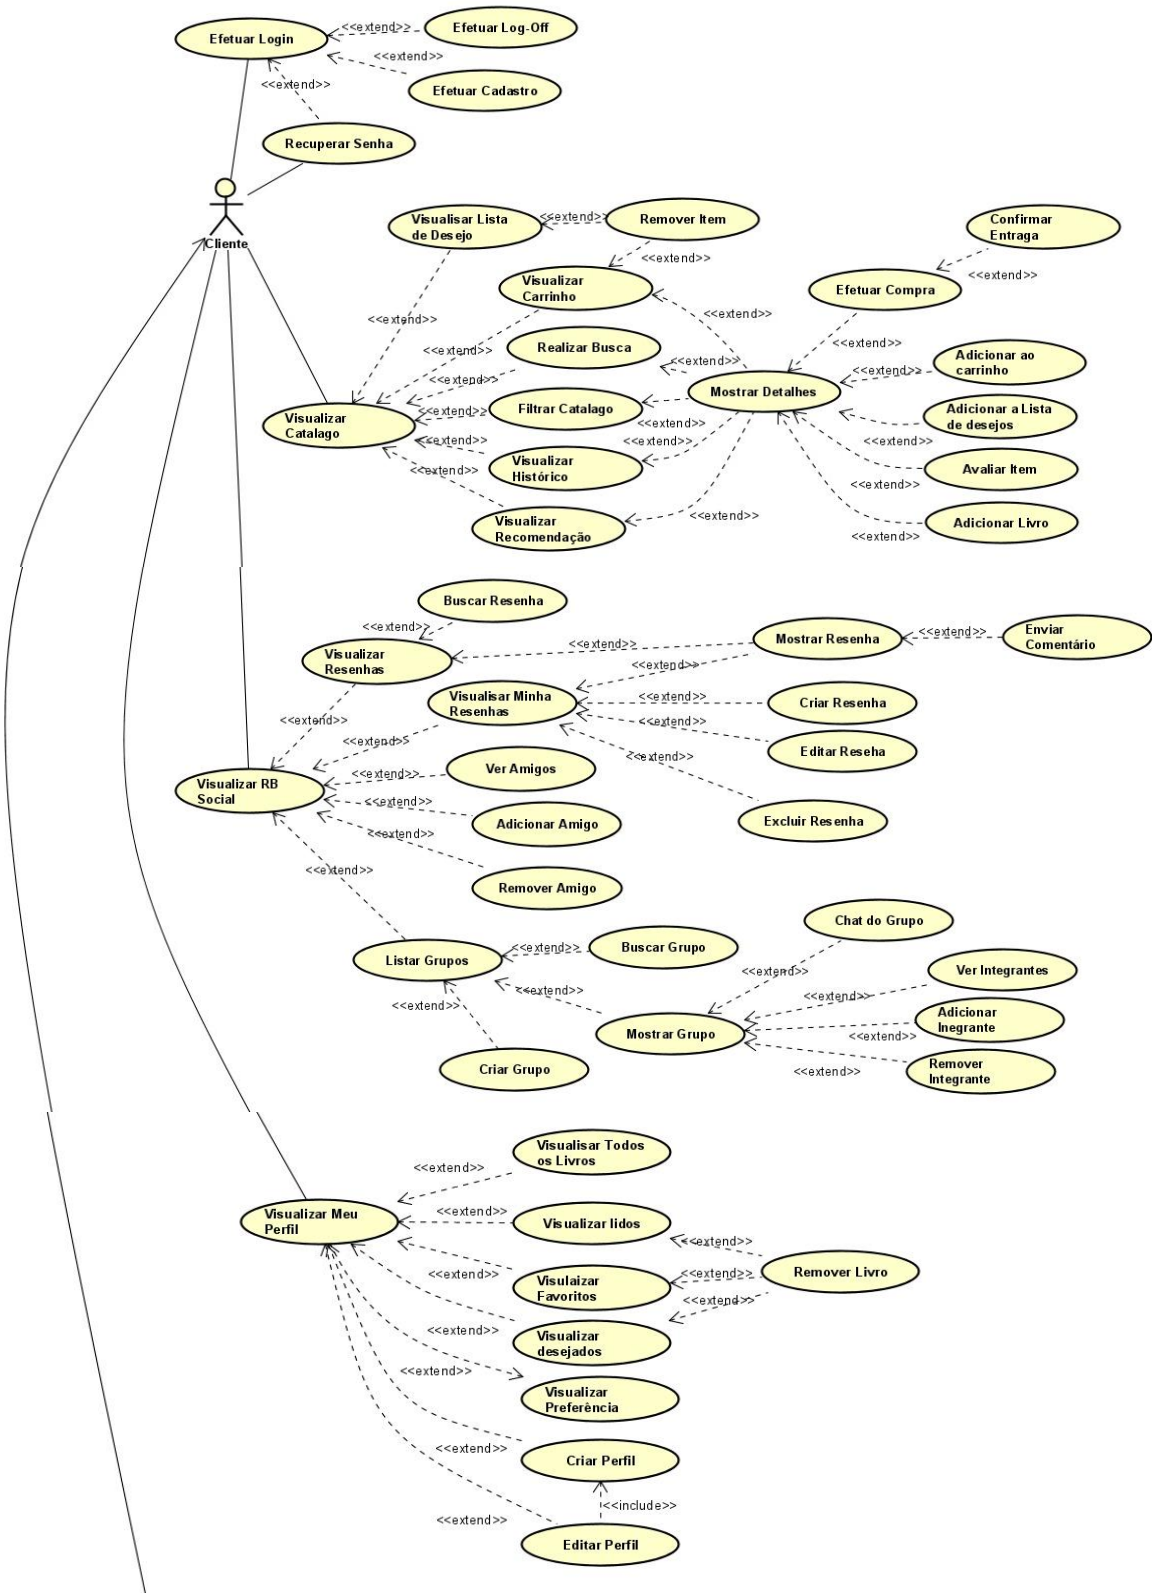 Efetuar Login
<<extend>>
Efetuar Log-Off
<<extend>>
Efetuar Cadastro
<<extend>>
Recuperar Senha
Cliente
Visualisar Lista
de Desejo
<<extend>>
Remover Item
<<extend>>
Confirmar
Entraga
<<extend>>
Visualizar
Carrinho
Efetuar Compra
<<extend>>
<<extend>>
<<extend>>
<<extend>>
Realizar Busca
<<extend>>
<<extend>>
Adicionar ao
carrinho
<<extend>>
Mostrar Detalhes
Visualizar
Catalago
<<extend>>
Filtrar Catalago
<<extend>>
Adicionar a Lista
de desejos
<<extend>>
<<extend>>
<<extend>>
Visualizar
Histórico
<<extend>>
Avaliar Item
<<extend>>
Visualizar
Recomendação
<<extend>>
Adicionar Livro
<<extend>>
Buscar Resenha
<<extend>>
Visualizar
Resenhas
<<extend>>
Mostrar Resenha
<<extend>>
Enviar
Comentário
<<extend>>
Visualisar Minha
Resenhas
<<extend>>
Criar Resenha
<<extend>>
<<extend>>
<<extend>>
Editar Reseha
<<extend>>
Visualizar RB
Social
<<extend>>
Ver Amigos
<<extend>>
Adicionar Amigo
Excluir Resenha
<<extend>>
<<extend>>
Remover Amigo
Chat do Grupo
Listar Grupos
<<extend>>
Buscar Grupo
<<extend>>
Ver Integrantes
<<extend>>
<<extend>>
<<extend>>
Mostrar Grupo
Adicionar
Inegrante
<<extend>>
Criar Grupo
<<extend>>
Remover
Integrante
Visualisar Todos
os Livros
<<extend>>
Visualizar Meu
Perfil
<<extend>>
Visualizar lidos
<<extend>>
<<extend>>
Visulaizar
Favoritos
<<extend>>
Remover Livro
<<extend>>
<<extend>>
Visualizar
desejados
<<extend>>
Visualizar
Preferència
<<extend>>
Criar Perfil
<<include>>
<<extend>>
Editar Perfil